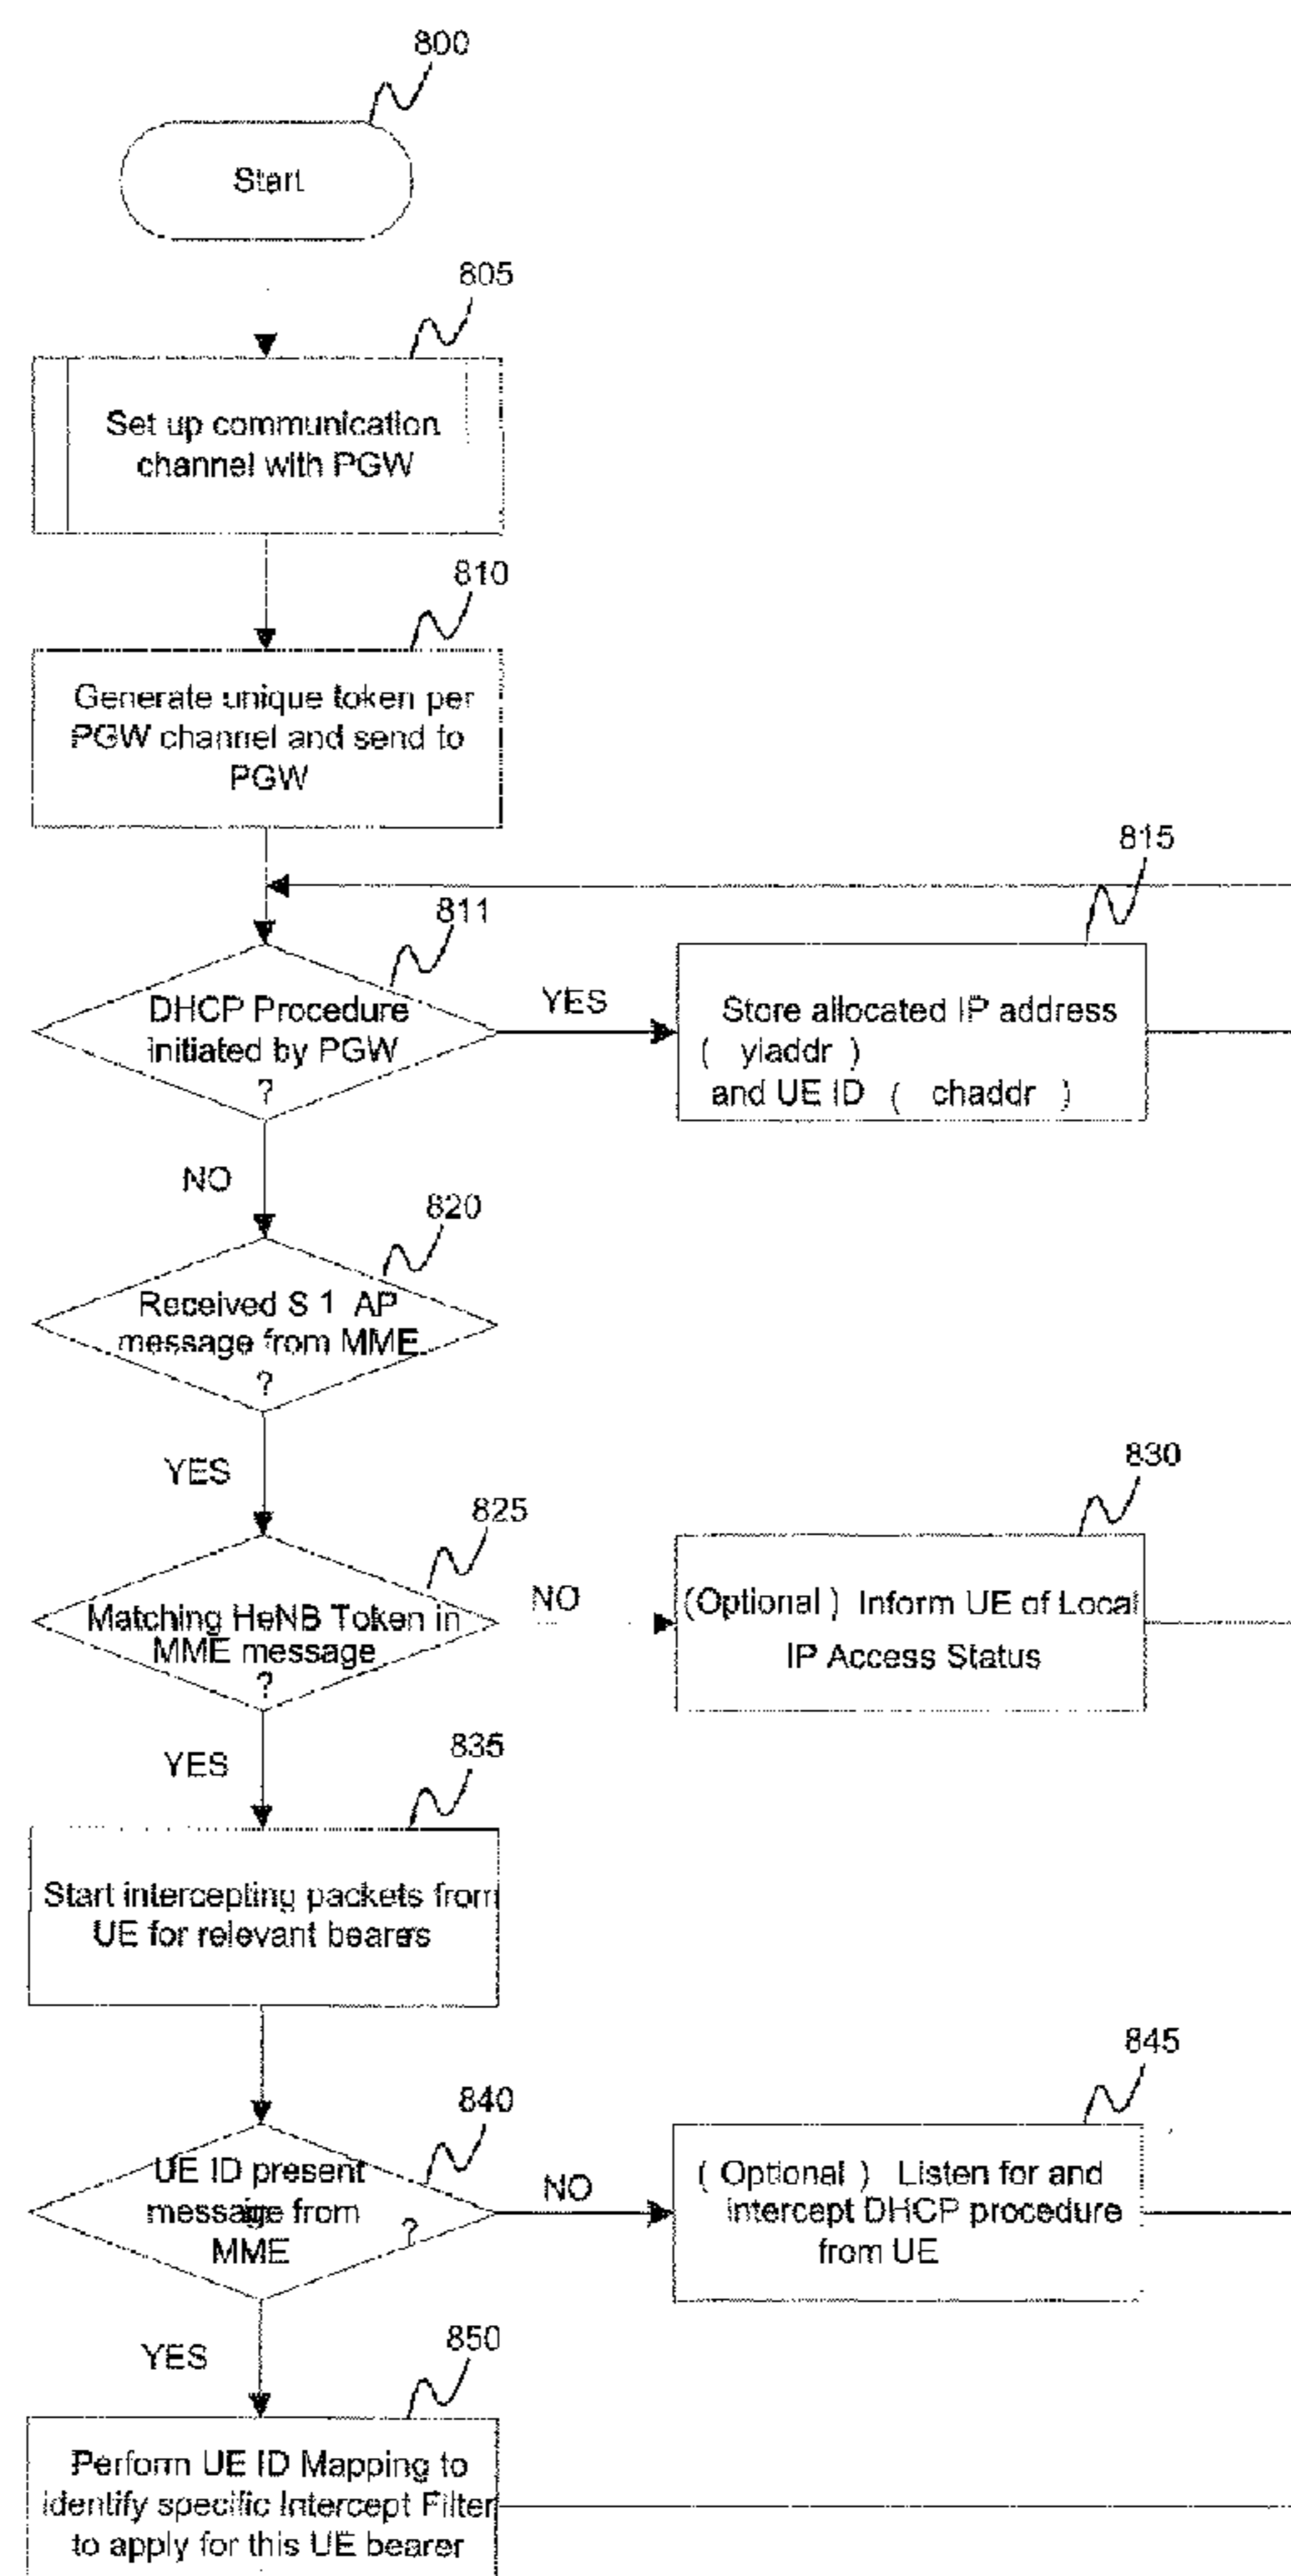 800
Start
805
Set up communication
channel with PGW
810
Generate unique token per
PGW channel and send to
PGW
815
811
DHCP Procedure
initiated by PGW
?
YES
Store allocated IP address
( yiaddr )
and UE ID ( chaddr )
NO
820
Received S 1 AP
message from MME
?
YES
830
825
Matching HeNB Token in
MME message
?
NO
(Optional ) Inform UE of Local
IP Access Status
YES
835
Start intercepting packets from
UE for relevant beares
845
840
UE ID present
in
message from
MME
?
NO
( Optional ) Listen for and
intercept DHCP procedure
from UE
YES
850
Perform UE ID Mapping to
identify specific Intercept Filter
to apply for this UE bearer